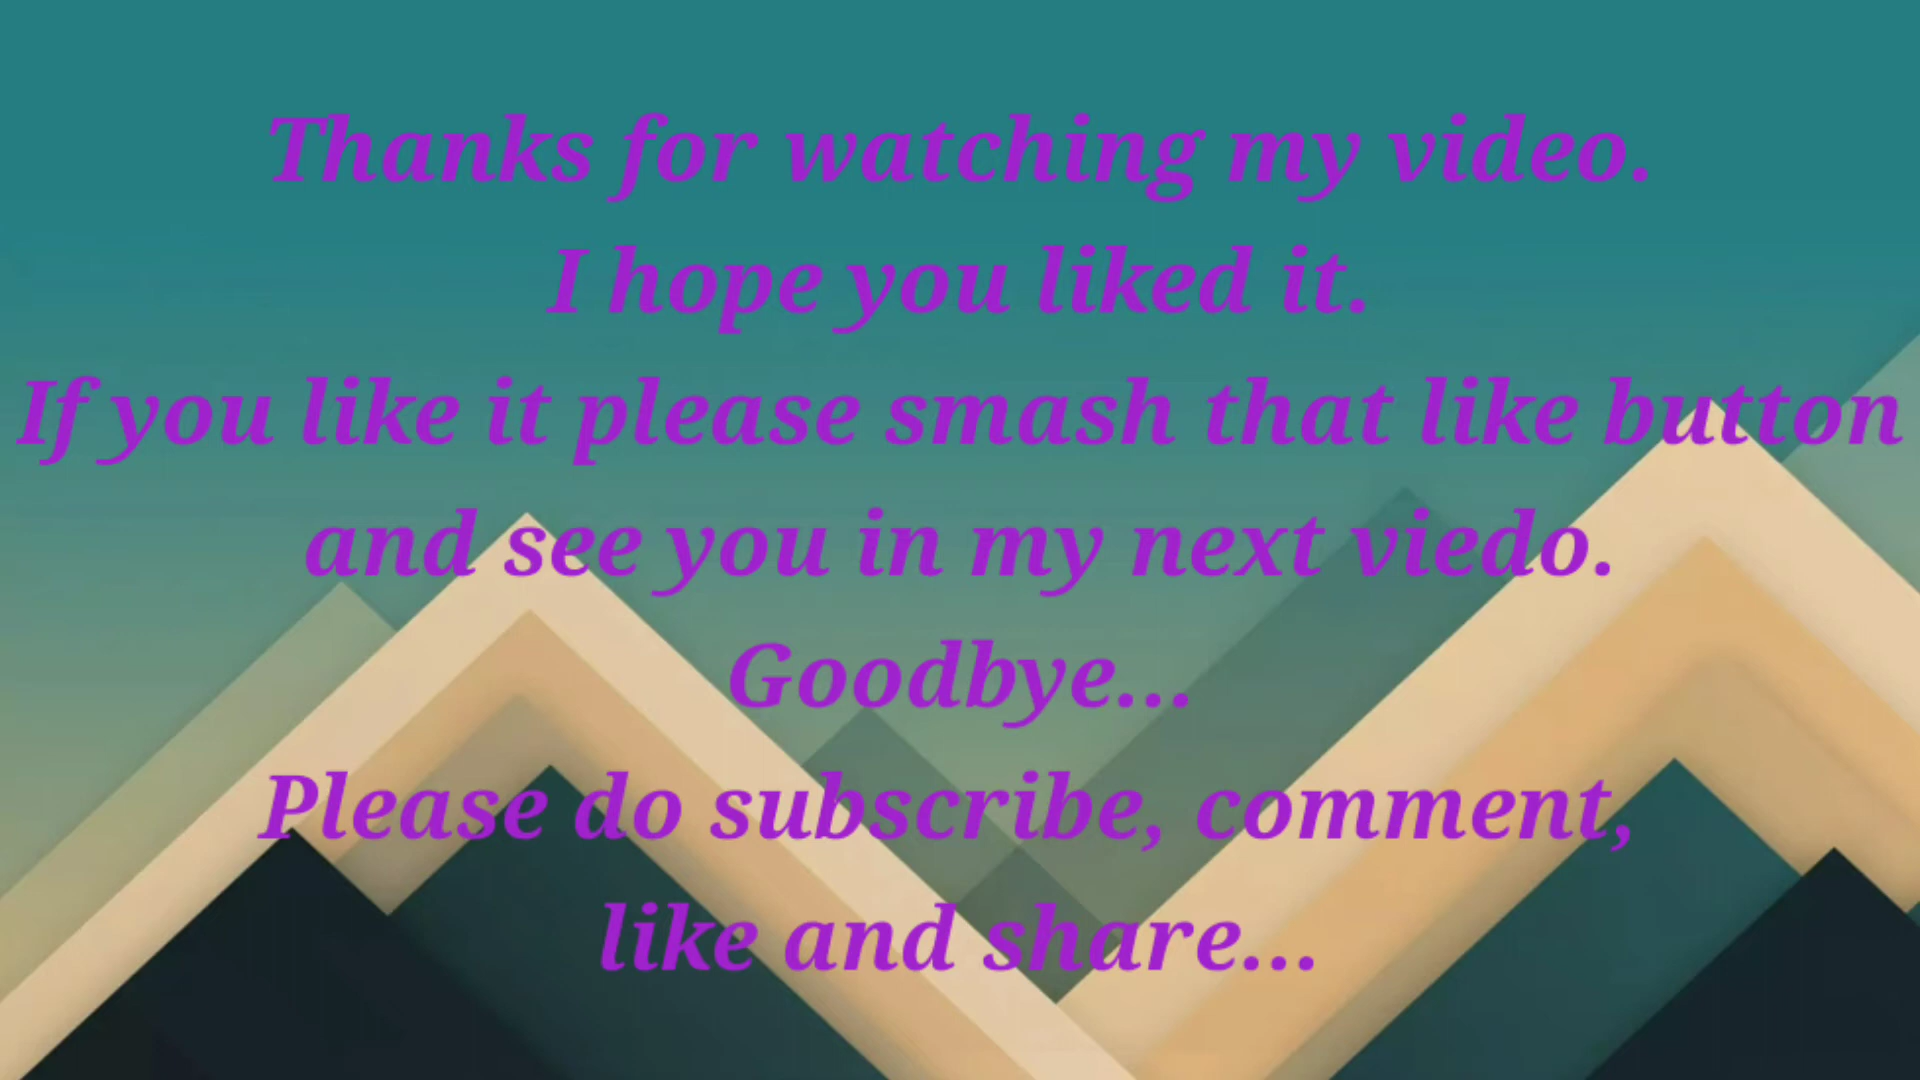 Thanks for watching my video.
I hope you liked it.
If you like it please smash that like button
and see you in my next viedo.
Goodbye...
Please do subscribe, comment,
like and share...